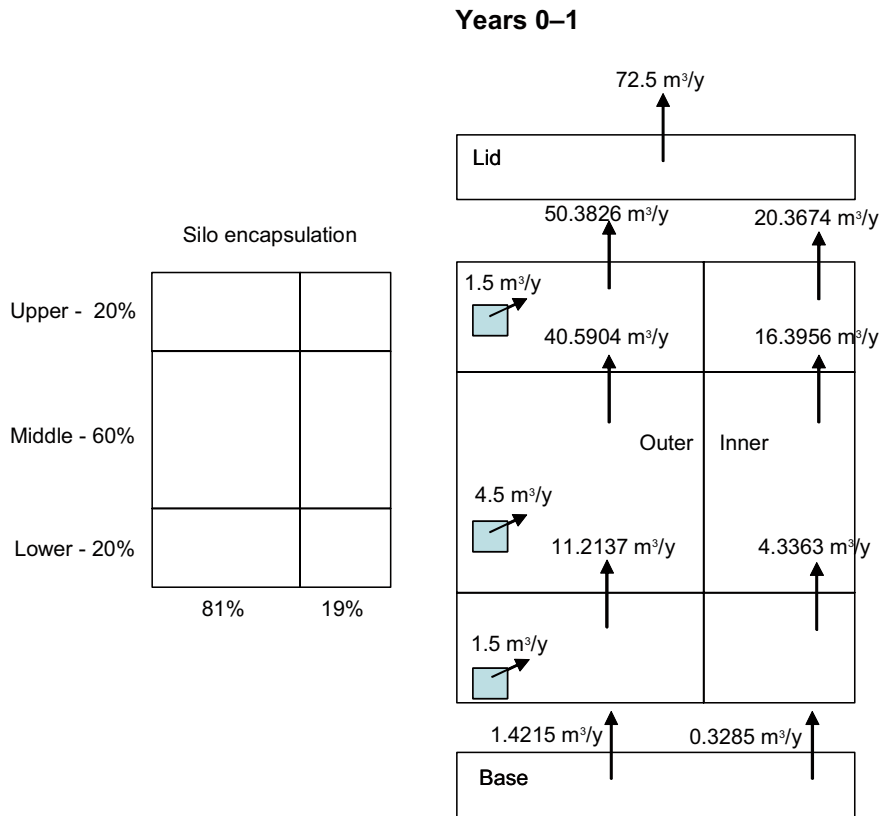 Years 0–1
72.5 m³/y
Lid
50.3826 m³/y
20.3674 m³/y
Silo encapsulation
1.5 m³/y
Upper - 20%
40.5904 m³/y
16.3956 m³/y
Middle - 60%
Outer
Inner
4.5 m³/y
Lower - 20%
11.2137 m³/y
4.3363 m³/y
81%
19%
1.5 m³/y
1.4215 m³/y
0.3285 m³/y
Base